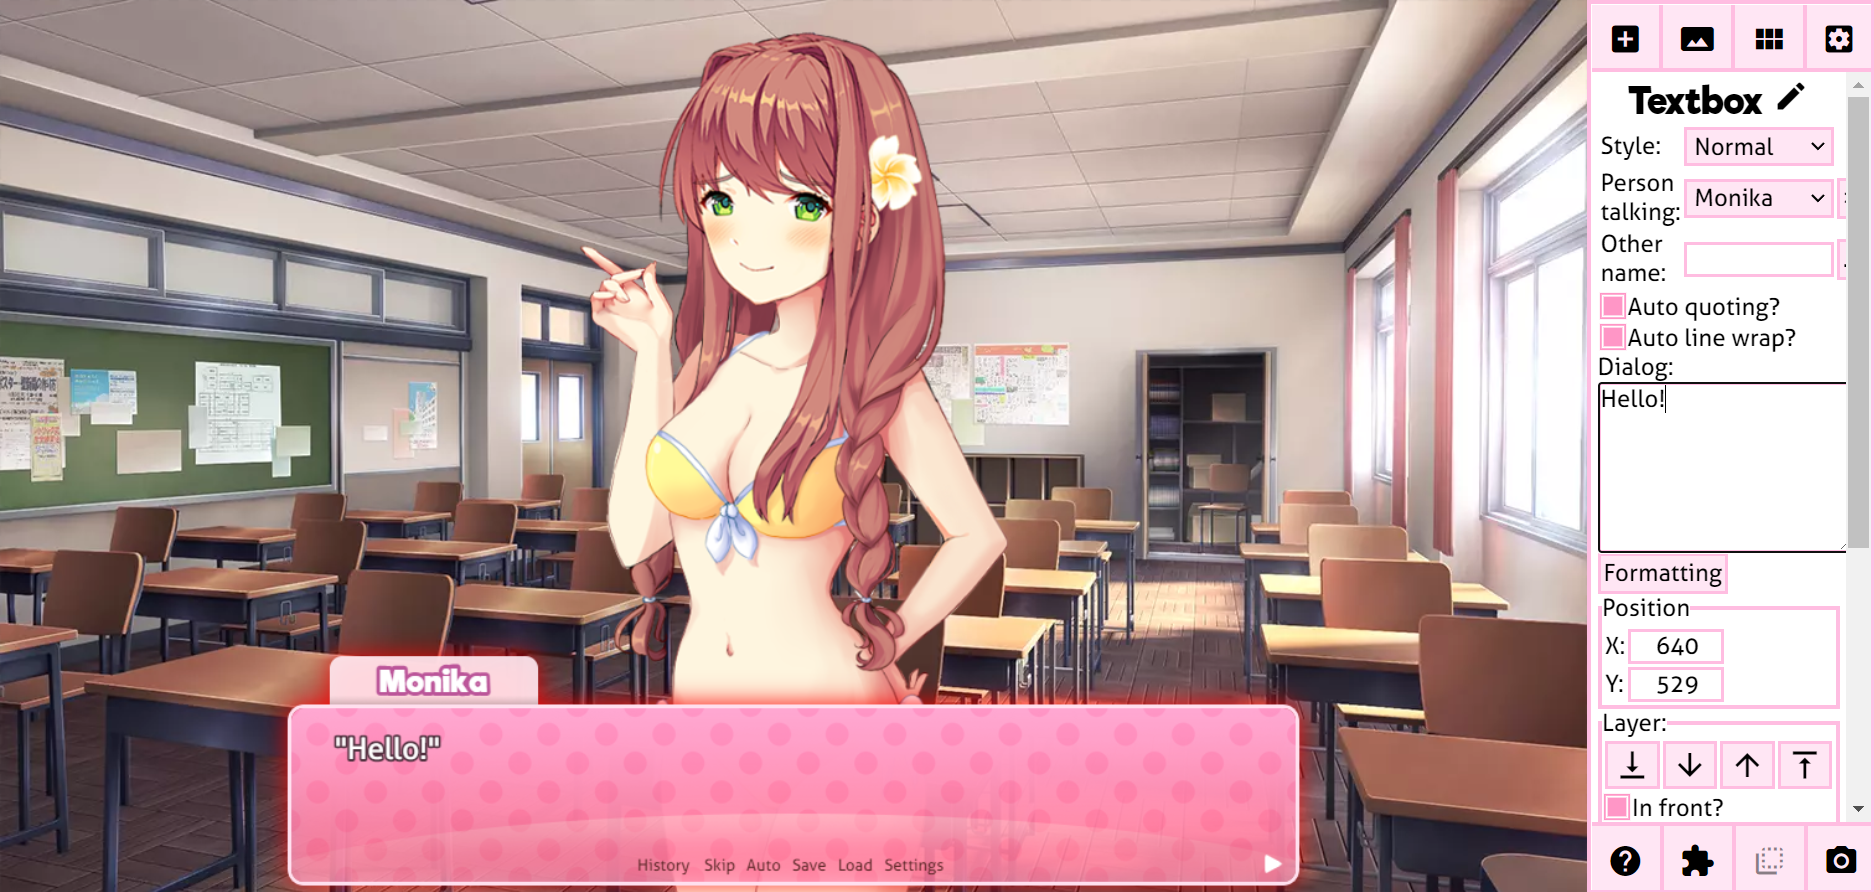 Textbox
Style:
Normal
Person
talking:
Monika
Other
name:
Auto quoting?
Auto line wrap?
Dialog:
Hello!
Formatting
Position
X:
640
Y:
529
Layer:
In front?
Monika
"Hello!"
History Skip Auto Save Load Settings